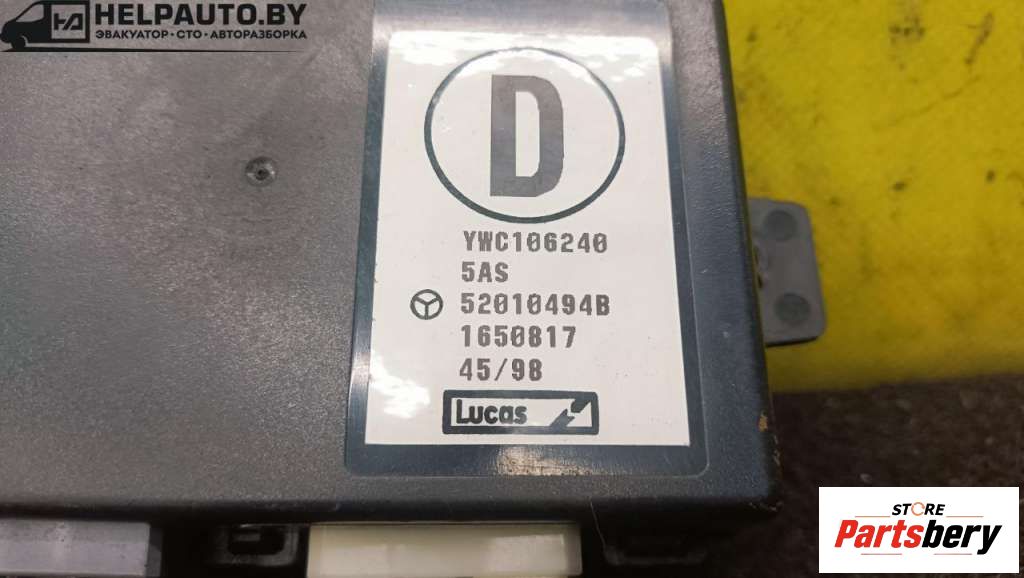 HELPAUTO.BY
ЭВАКУАТОР • СТО • АВТОРАЗБОРКА
D
YWC106240
5AS
52010494B
1650817
45/98
Lucas
STORE
Partsbery